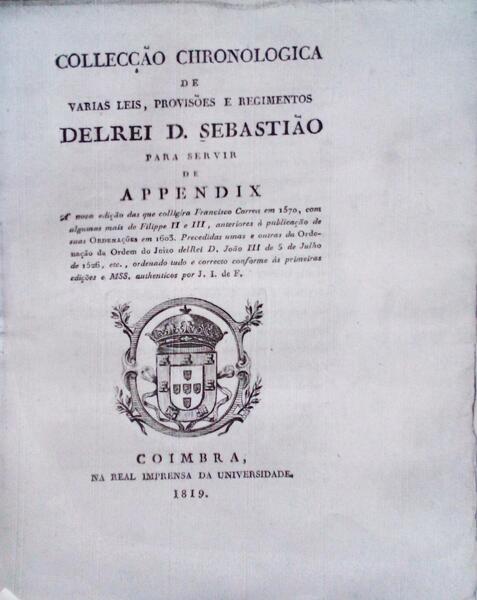 COLLECÇÃO CHRONOLOGICA
DE
VARIAS LEIS, PROVISÕES E REGIMENTOS
DELREI D. SEBASTIÃO
PARA SERVIR
DE
APPENDIX
A' nova edição das que colligíra Francisco Correa em 1570, com
algumas mais de Filippe II e III, anteriores á publicação de
suas ORDENAÇÕES em 1603. Precedidas umas e outras da Orde-
nação da Ordem do Joizo delRei D. João III de 5 de Julho
de 1526, etc., ordenado tudo e correcto conforme ás primeiras
edições e MSS. authenticos por J. I. de F.
COIMBRA,
NA REAL IMPRENSA DA UNIVERSIDADE,
1819.